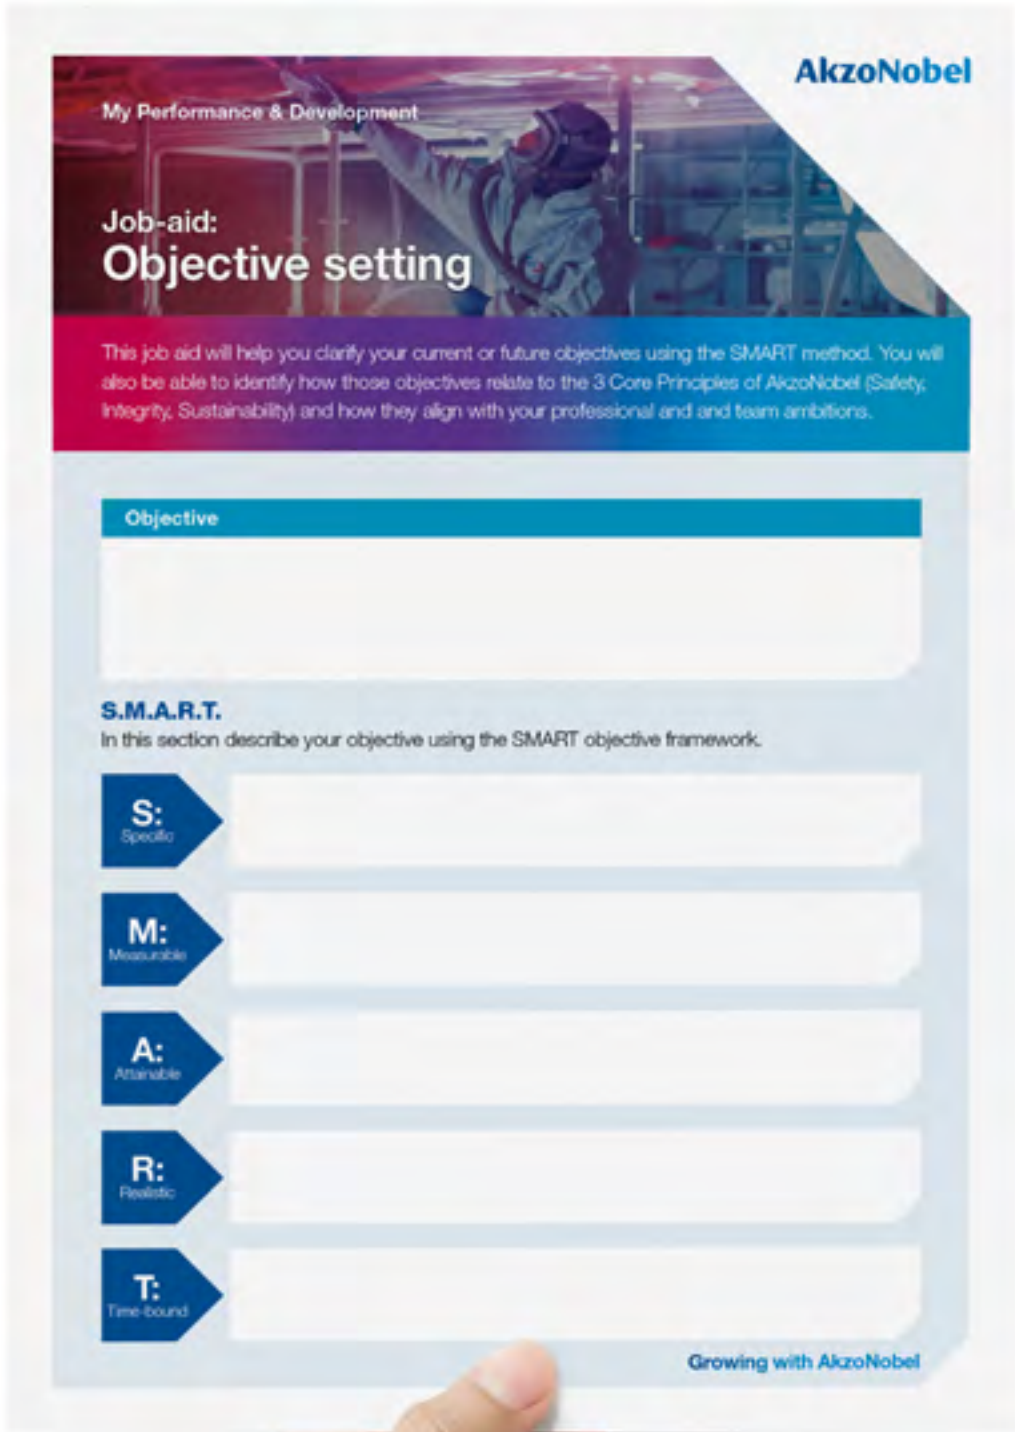 AkzoNobel
My Performance & Development
Job-aid:
Objective setting
This job aid will help you clarify your current or future objectives using the SMART method. You will
also be able to identify how those objectives relate to the 3 Core Principles of AkzoNobel (Safety,
Integrity, Sustainability) and how they align with your professional and and team ambitions.
Objective
S.M.A.R.T.
In this section describe your objective using the SMART objective framework.
S:
Specific
M:
Measurable
A:
Attainable
R:
Realistic
T:
Time-bound
Growing with AkzoNobel